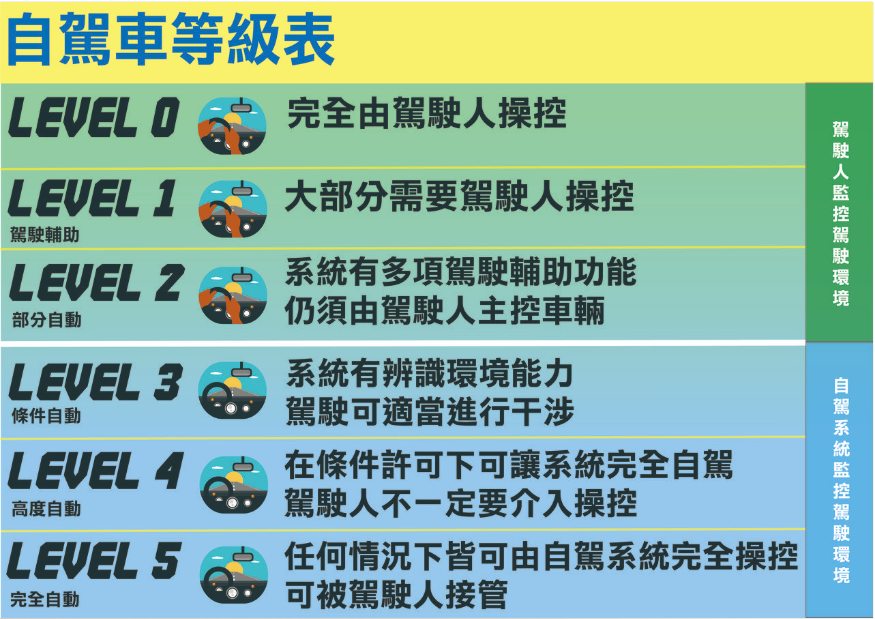 自駕車等級表
LEVEL 0
完全由駕駛人操控
LEVEL 1
駕駛輔助
大部分需要駕駛人操控
LEVEL 2
部分自動
系統有多項駕駛輔助功能
仍須由駕駛人主控車輛
駕駛人監控駕駛環境
LEVEL 3
條件自動
系統有辨識環境能力
駕駛可適當進行干涉
LEVEL 4
高度自動
在條件許可下可讓系統完全自駕
駕駛人不一定要介入操控
LEVEL 5
完全自動
任何情況下皆可由自駕系統完全操控
可被駕駛人接管
自駕系統監控駕駛環境